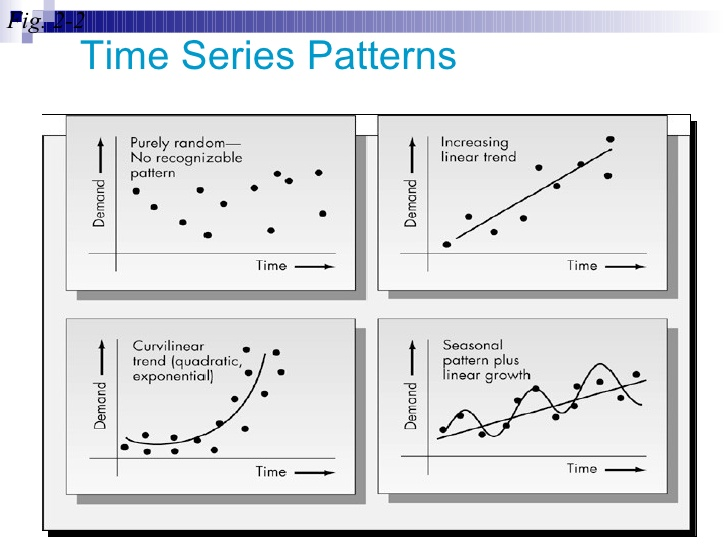 Fig. 2-2
Time Series Patterns
Purely random—
No recognizable
pattern
Demand
Time
Increasing
linear trend
Demand
Time
Curvilinear
trend (quadratic,
exponential)
Demand
Time
Seasonal
pattern plus
linear growth
Demand
Time